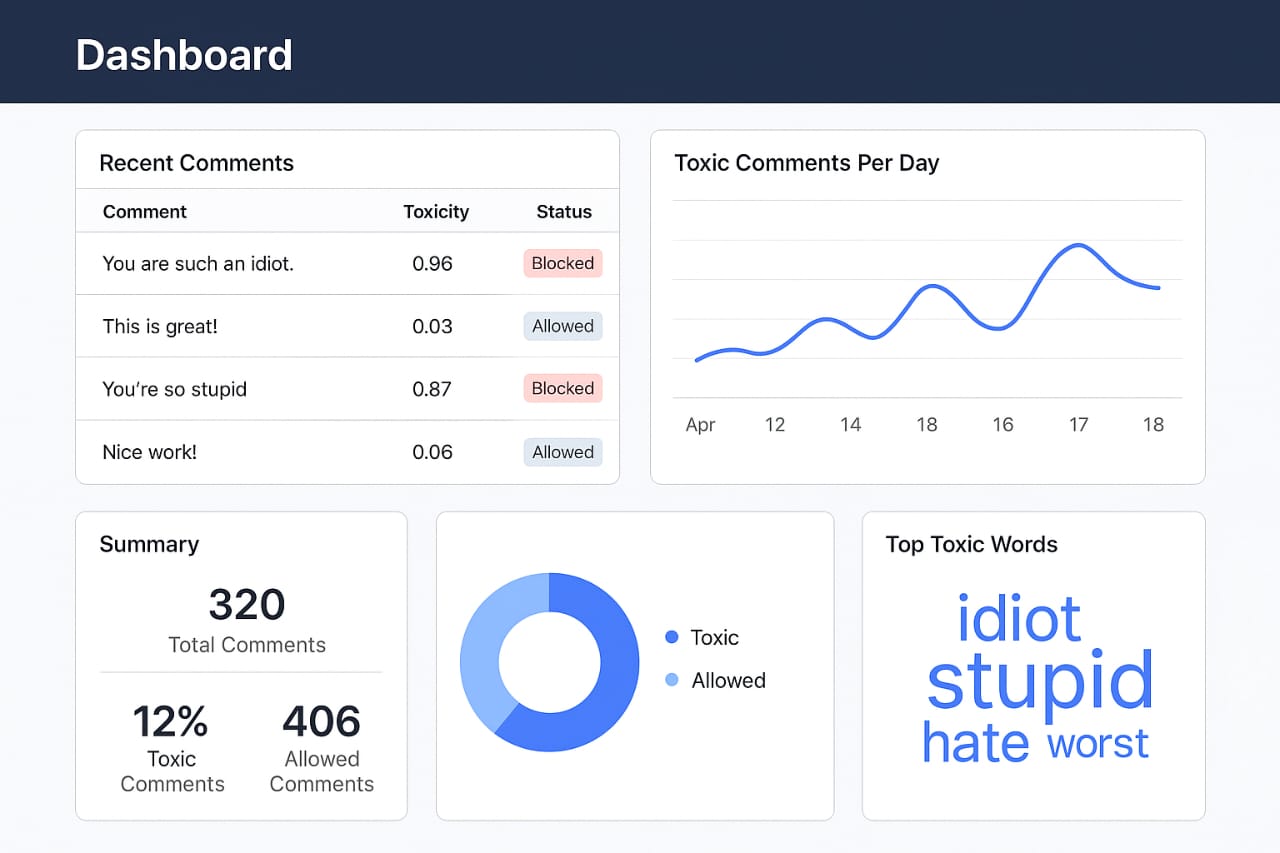 Dashboard
Recent Comments
Comment Toxicity Status
You are such an idiot. 0.96 Blocked
This is great! 0.03 Allowed
You’re so stupid 0.87 Blocked
Nice work! 0.06 Allowed
Toxic Comments Per Day
Apr 12 14 18 16 17 18
Summary
320
Total Comments
12% 406
Toxic Allowed
Comments Comments
Toxic
Allowed
Top Toxic Words
idiot
stupid
hate worst